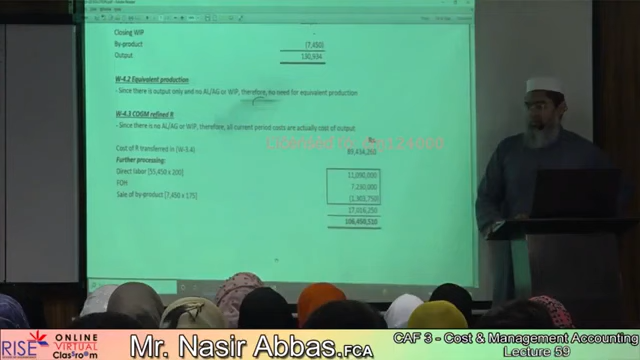 Closing WIP
By-product (7,450)
Output 130,934
W-4.2 Equivalent production
- Since there is output only and no AL/AG or WIP, therefore, no need for equivalent production
W-4.3 COGM refined R
- Since there is no AL/AG or WIP, therefore, all current period costs are actually cost of output
Rs.
Cost of R transferred in (W-3.4) 89,434,260
Further processing:
Direct labor [55,450 x 200] 11,090,000
FOH 7,230,000
Sale of by-product [7,450 x 175] (1,303,750)
17,016,250
106,450,510
RISE
ONLINE
VIRTUAL
Classroom
Mr. Nasir Abbas.FCA
CAF 3 - Cost & Management Accounting